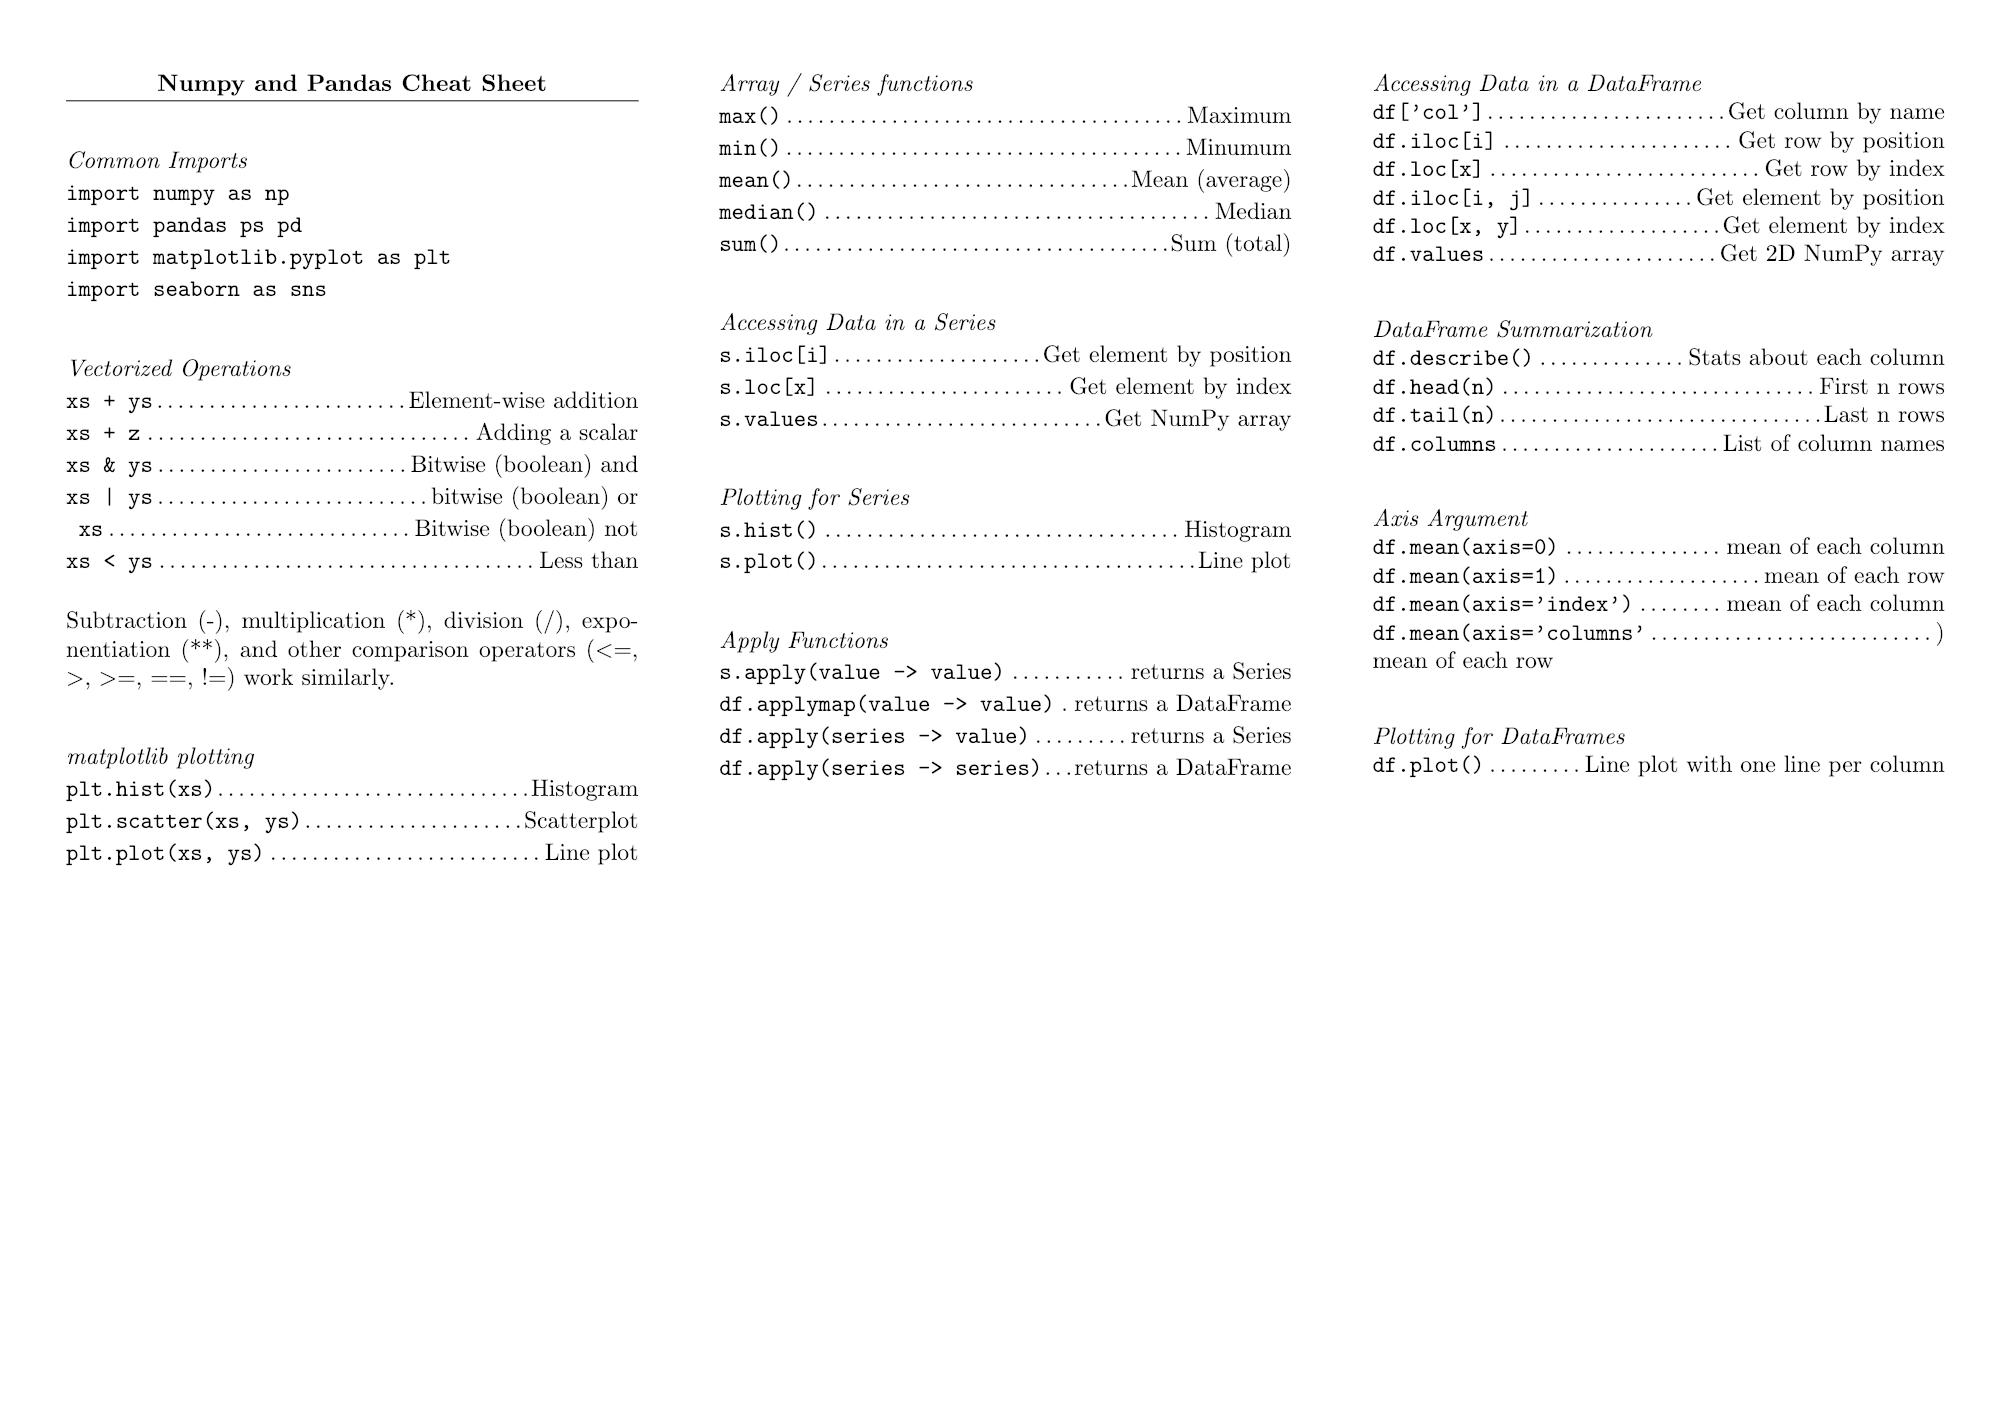 Numpy and Pandas Cheat Sheet
Common Imports
import numpy as np
import pandas ps pd
import matplotlib.pyplot as plt
import seaborn as sns
Vectorized Operations
xs + ys........................Element-wise addition
xs + z ............................... Adding a scalar
xs & ys........................Bitwise (boolean) and
xs | ys..........................bitwise (boolean) or
xs............................. Bitwise (boolean) not
xs < ys .................................... Less than
Subtraction (-), multiplication (*), division (/), expo-
nentiation (**), and other comparison operators (<=,
>, >=, ==, !=) work similarly.
matplotlib plotting
plt.hist(xs)..............................Histogram
plt.scatter(xs, ys).....................Scatterplot
plt.plot(xs, ys) .......................... Line plot
Array / Series functions
max() ...................................... Maximum
min() ...................................... Minumum
mean()................................Mean (average)
median() ..................................... Median
sum().....................................Sum (total)
Accessing Data in a Series
s.iloc[i]....................Get element by position
s.loc[x] ....................... Get element by index
s.values...........................Get NumPy array
Plotting for Series
s.hist() .................................. Histogram
s.plot()....................................Line plot
Apply Functions
s.apply(value -> value) ........... returns a Series
df.applymap(value -> value) . returns a DataFrame
df.apply(series -> value) ......... returns a Series
df.apply(series -> series)...returns a DataFrame
Accessing Data in a DataFrame
df['col'].......................Get column by name
df.iloc[i] ...................... Get row by position
df.loc[x] .......................... Get row by index
df.iloc[i, j] ............... Get element by position
df.loc[x, y]...................Get element by index
df.values...................... Get 2D NumPy array
DataFrame Summarization
df.describe() .............. Stats about each column
df.head(n) .............................. First n rows
df.tail(n)...............................Last n rows
df.columns ..................... List of column names
Axis Argument
df.mean(axis=0) ............... mean of each column
df.mean(axis=1) ................... mean of each row
df.mean(axis='index') ........ mean of each column
df.mean(axis='columns' ........................... )
mean of each row
Plotting for DataFrames
df.plot() ......... Line plot with one line per column